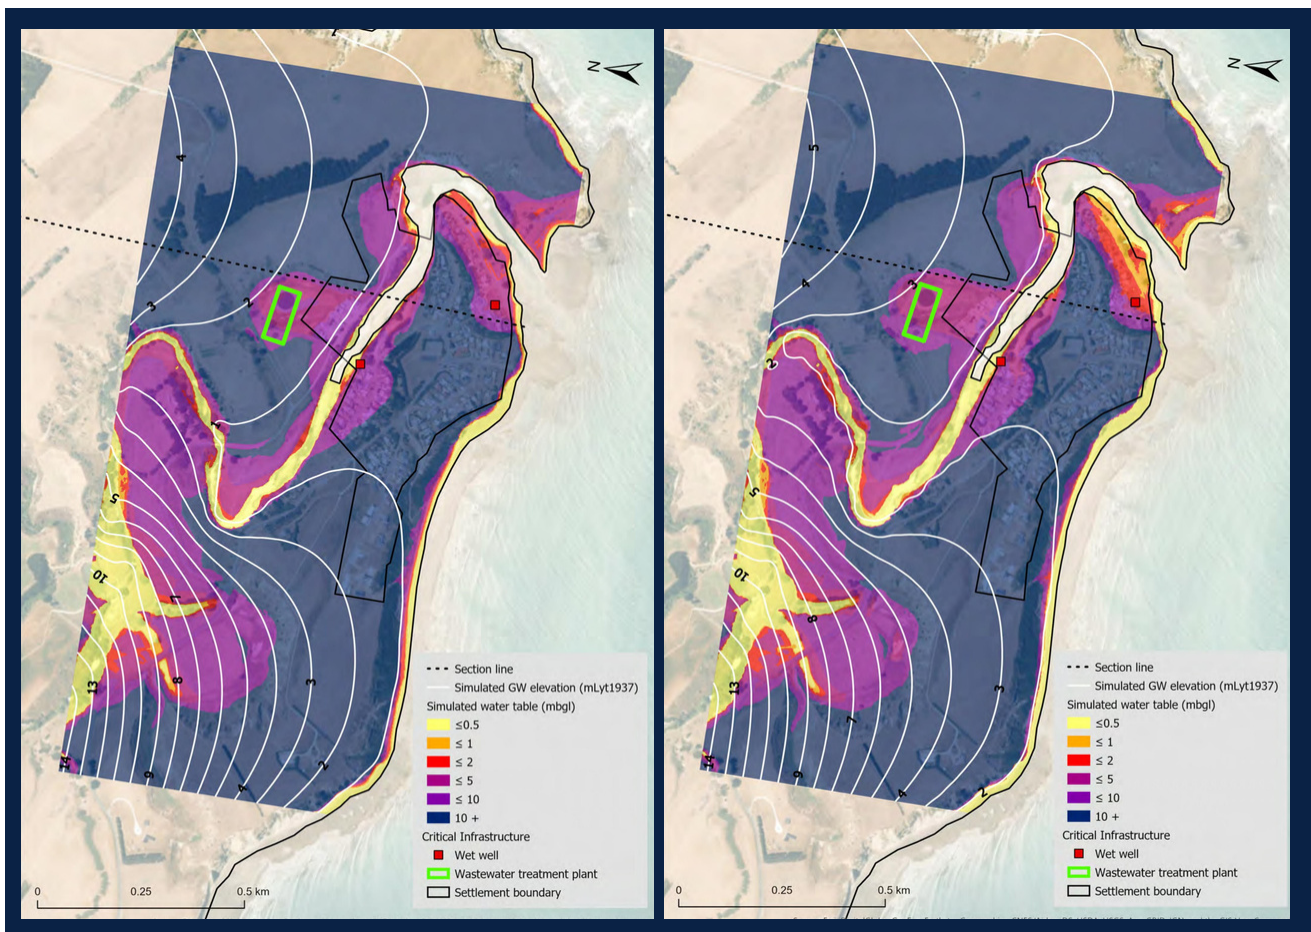 N
4
3
2
1
5
10
7
8
13
3
14
9
4
2
Section line
Simulated GW elevation (mLyt1937)
Simulated water table (mbgl)
≤0.5
≤ 1
≤ 2
≤ 5
≤ 10
10 +
Critical Infrastructure
Wet well
Wastewater treatment plant
Settlement boundary
0 0.25 0.5 km
N
5
4
3
2
5
10
8
13
3
7
14
9
4
2
Section line
Simulated GW elevation (mLyt1937)
Simulated water table (mbgl)
≤0.5
≤ 1
≤ 2
≤ 5
≤ 10
10 +
Critical Infrastructure
Wet well
Wastewater treatment plant
Settlement boundary
0 0.25 0.5 km